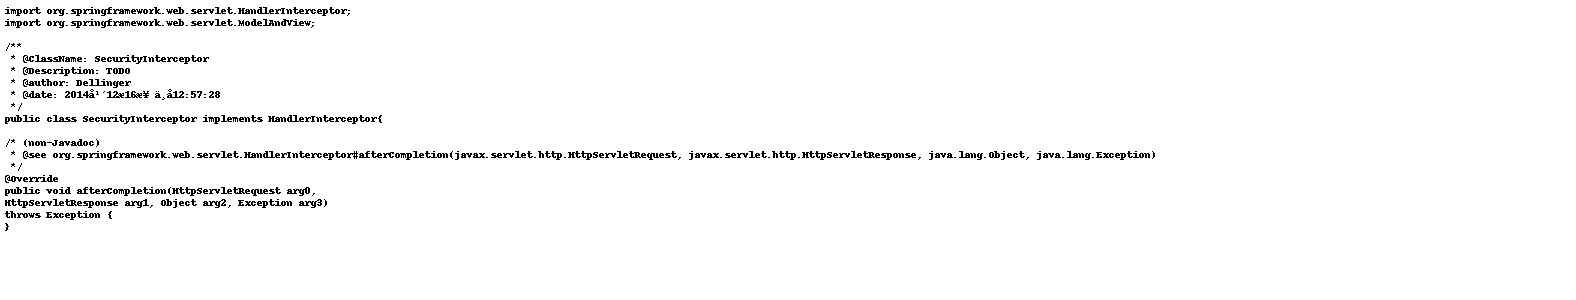 import org.springframework.web.servlet.HandlerInterceptor;
import org.springframework.web.servlet.ModelAndView;
/**
* @ClassName: SecurityInterceptor
* @Description: TODO
* @author: Dellinger
* @date: 2014å¹´12æ16æ¥ ä¸å12:57:28
*/
public class SecurityInterceptor implements HandlerInterceptor{
/* (non-Javadoc)
* @see org.springframework.web.servlet.HandlerInterceptor#afterCompletion(javax.servlet.http.HttpServletRequest, javax.servlet.http.HttpServletResponse, java.lang.Object, java.lang.Exception)
*/
@Override
public void afterCompletion(HttpServletRequest arg0,
HttpServletResponse arg1, Object arg2, Exception arg3)
throws Exception {
}